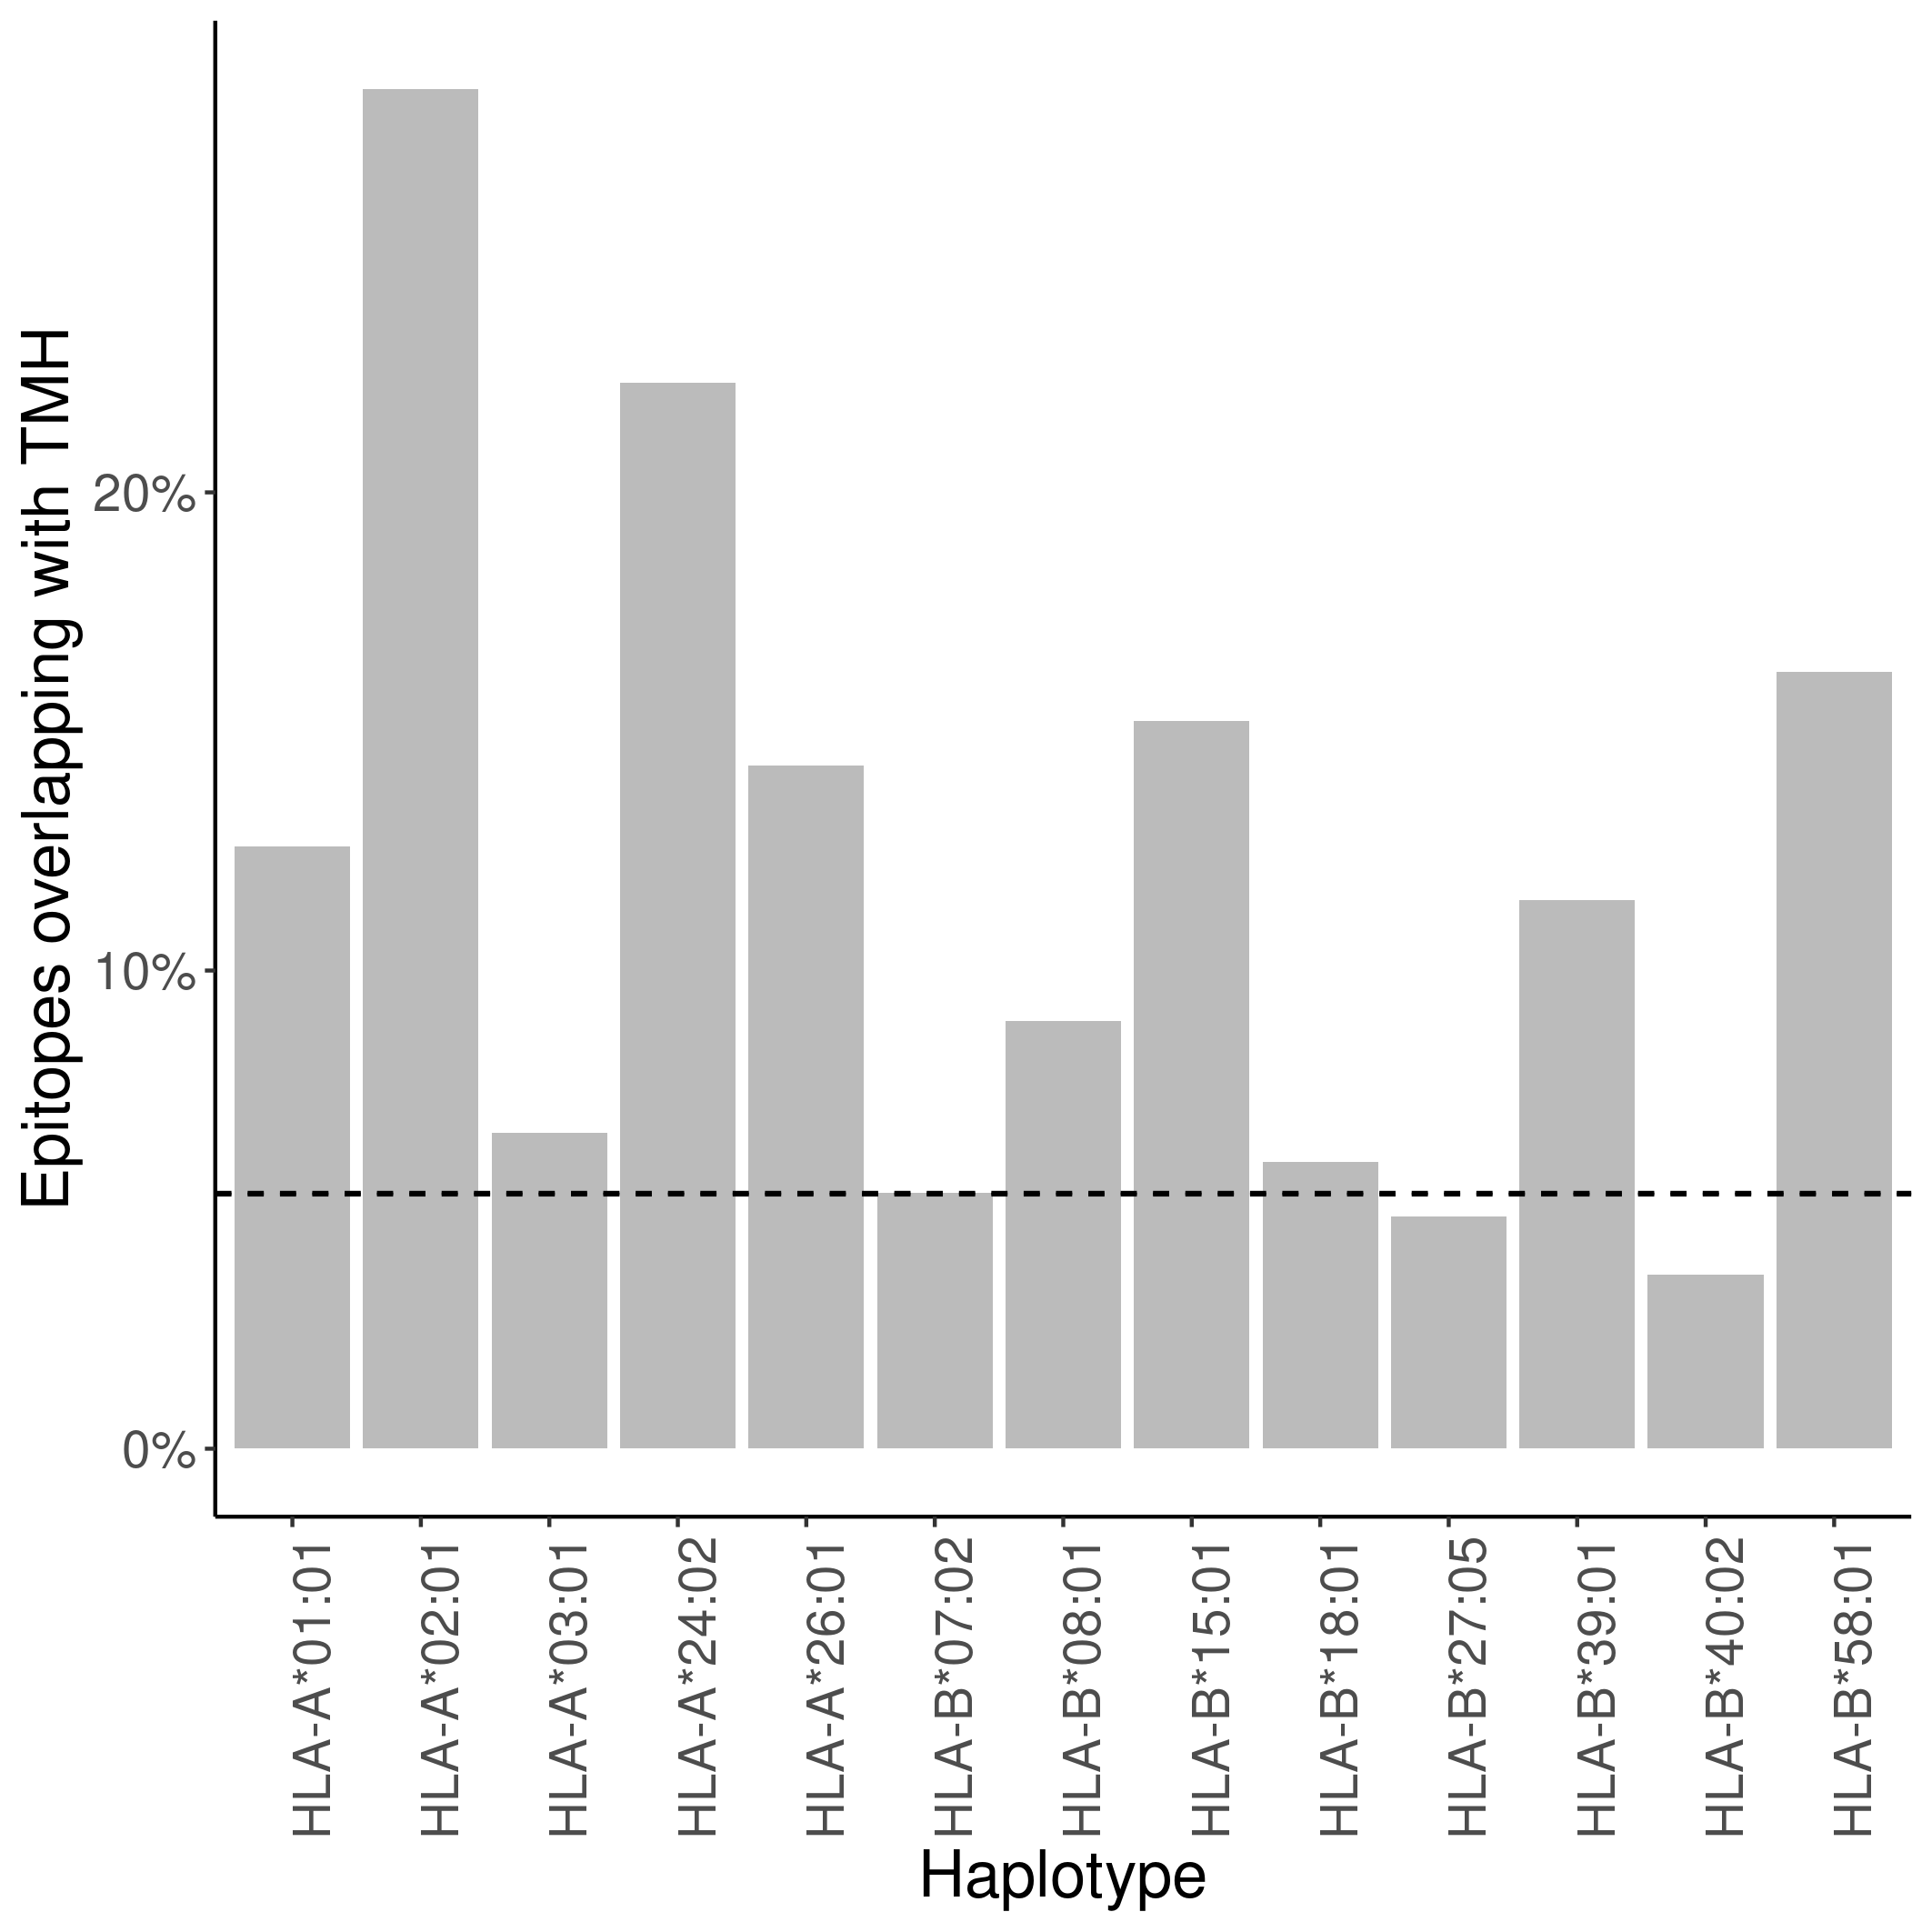 Epitopes overlapping with TMH
20%
10%
0%
HLA-A*01:01
HLA-A*02:01
HLA-A*03:01
HLA-A*24:02
HLA-A*26:01
HLA-B*07:02
HLA-B*08:01
HLA-B*15:01
HLA-B*18:01
HLA-B*27:05
HLA-B*39:01
HLA-B*40:02
HLA-B*58:01
Haplotype